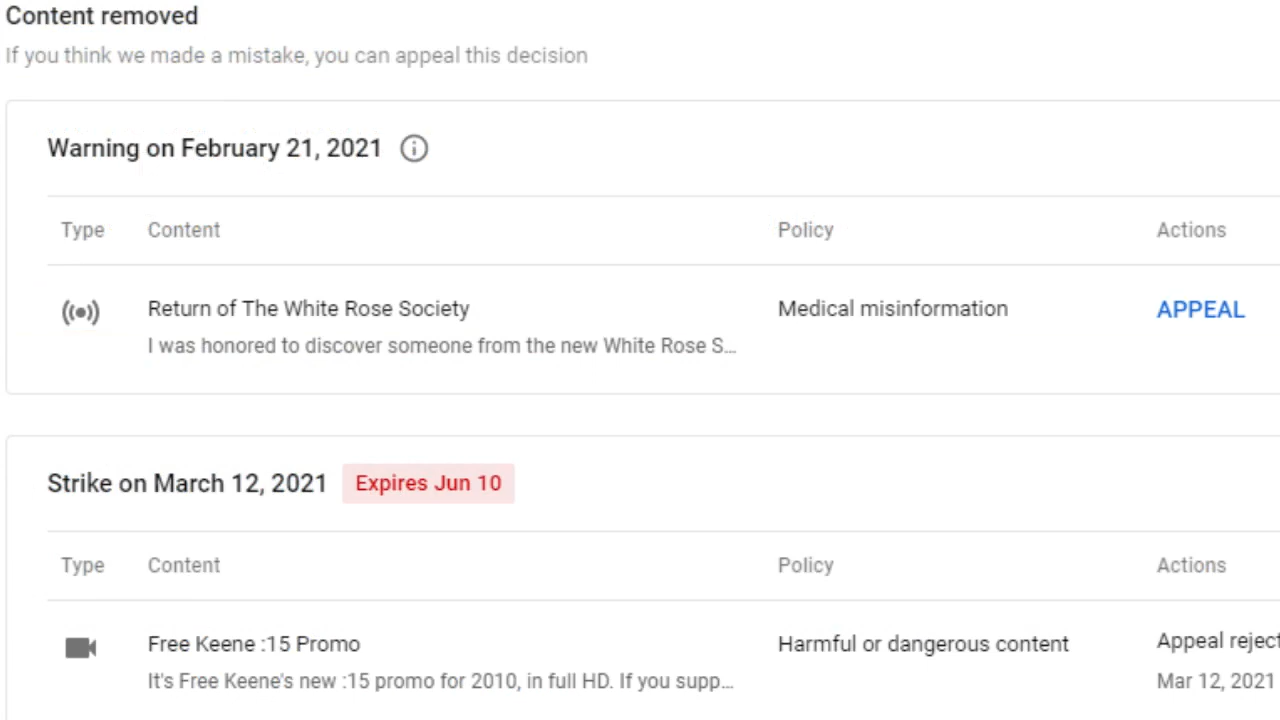 Content removed
If you think we made a mistake, you can appeal this decision
Warning on February 21, 2021
Type Content Policy Actions
Return of The White Rose Society Medical misinformation APPEAL
I was honored to discover someone from the new White Rose S...
Strike on March 12, 2021 Expires Jun 10
Type Content Policy Actions
Free Keene :15 Promo Harmful or dangerous content Appeal reject
It's Free Keene's new :15 promo for 2010, in full HD. If you supp... Mar 12, 2021